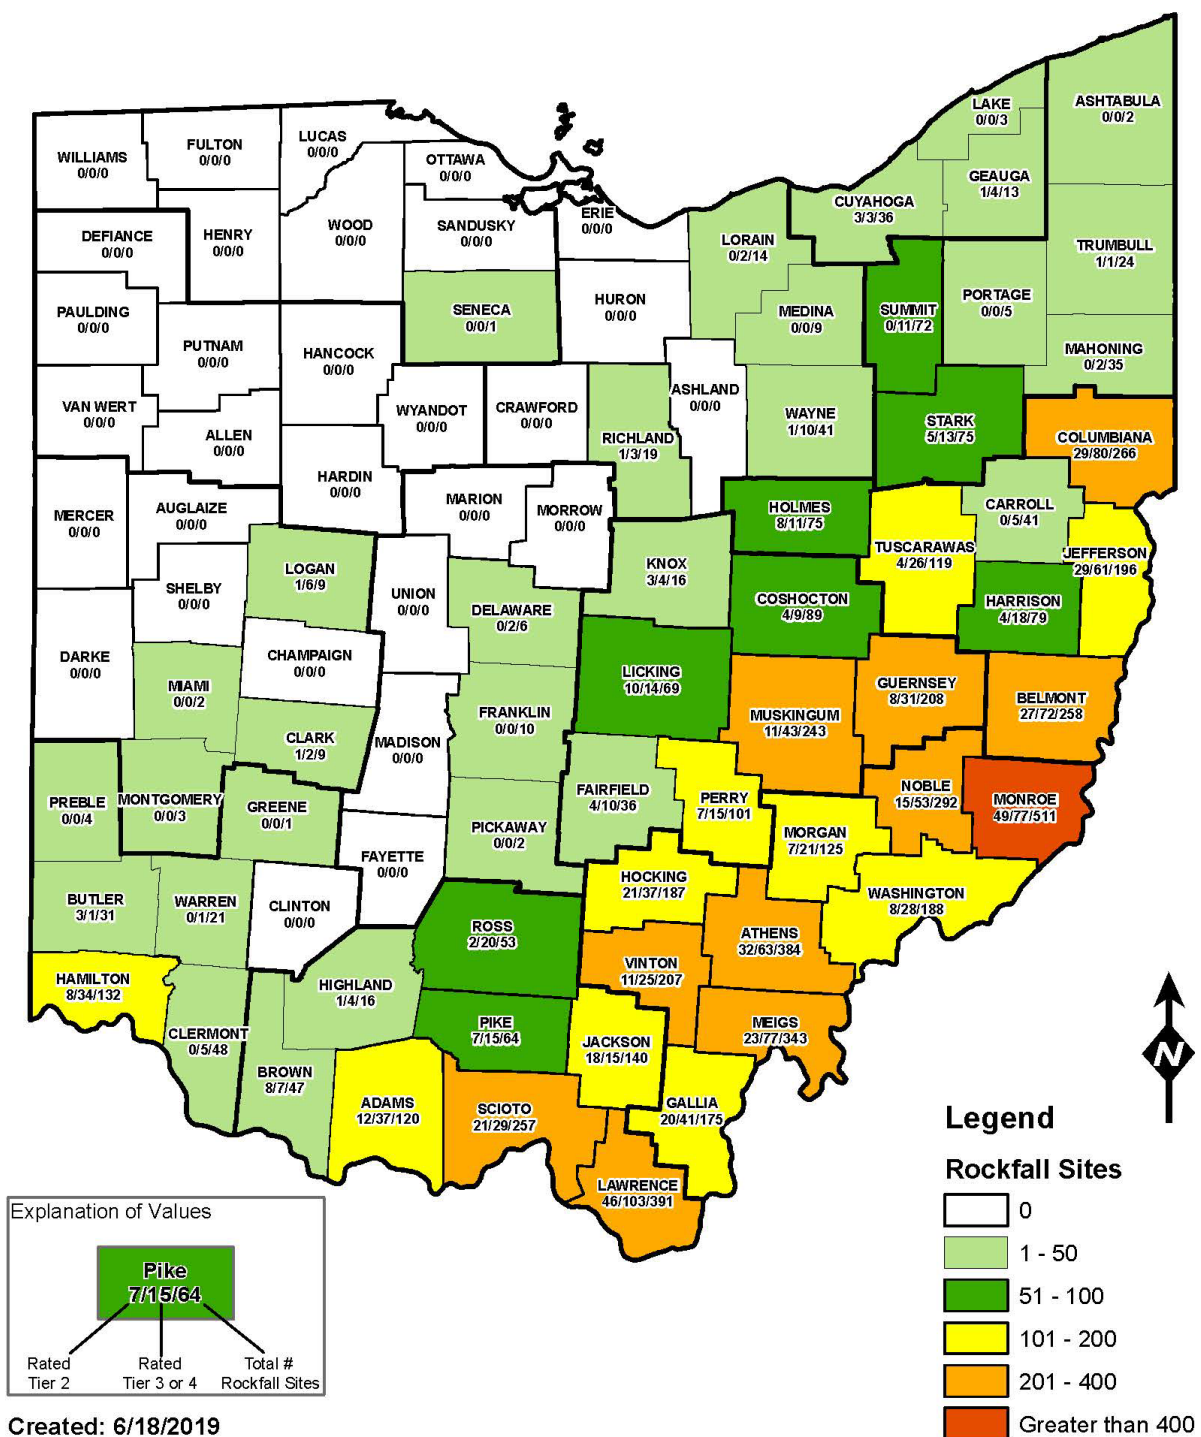 LAKE
0/0/3
ASHTABULA
0/0/2
WILLIAMS
0/0/0
FULTON
0/0/0
LUCAS
0/0/0
OTTAWA
0/0/0
GEAUGA
1/4/13
CUYAHOGA
3/3/36
DEFIANCE
0/0/0
HENRY
0/0/0
WOOD
0/0/0
SANDUSKY
0/0/0
ERIE
0/0/0
LORAIN
0/2/14
TRUMBULL
1/1/24
PAULDING
0/0/0
PUTNAM
0/0/0
HANCOCK
0/0/0
SENECA
0/0/1
HURON
0/0/0
MEDINA
0/0/9
SUMMIT
0/11/72
PORTAGE
0/0/5
MAHONING
0/2/35
VAN WERT
0/0/0
ALLEN
0/0/0
WYANDOT
0/0/0
CRAWFORD
0/0/0
RICHLAND
1/3/19
ASHLAND
0/0/0
WAYNE
1/10/41
STARK
5/13/75
COLUMBIANA
29/80/266
HARDIN
0/0/0
MERCER
0/0/0
AUGLAIZE
0/0/0
MARION
0/0/0
MORROW
0/0/0
HOLMES
8/11/75
CARROLL
0/5/41
TUSCARAWAS
4/26/119
JEFFERSON
29/61/196
LOGAN
1/6/9
SHELBY
0/0/0
UNION
0/0/0
DELAWARE
0/2/6
KNOX
3/4/16
COSHOCTON
4/9/89
HARRISON
4/18/79
DARKE
0/0/0
CHAMPAIGN
0/0/0
MIAMI
0/0/2
LICKING
10/14/69
GUERNSEY
8/31/208
BELMONT
27/72/258
CLARK
1/2/9
MADISON
0/0/0
FRANKLIN
0/0/10
MUSKINGUM
11/43/243
PREBLE
0/0/4
MONTGOMERY
0/0/3
GREENE
0/0/1
FAIRFIELD
4/10/36
PERRY
7/15/101
NOBLE
15/53/292
MONROE
49/77/511
PICKAWAY
0/0/2
MORGAN
7/21/125
FAYETTE
0/0/0
HOCKING
21/37/187
WASHINGTON
8/28/188
BUTLER
3/1/31
WARREN
0/1/21
CLINTON
0/0/0
ROSS
2/20/53
ATHENS
32/63/384
VINTON
11/25/207
HAMILTON
8/34/132
HIGHLAND
1/4/16
PIKE
7/15/64
MEIGS
23/77/343
CLERMONT
0/5/48
JACKSON
18/15/140
BROWN
8/7/47
ADAMS
12/37/120
SCIOTO
21/29/257
GALLIA
20/41/175
LAWRENCE
46/103/391
N
Explanation of Values
Pike
7/15/64
Rated
Tier 2
Rated
Tier 3 or 4
Total #
Rockfall Sites
Created: 6/18/2019
Legend
Rockfall Sites
0
1 - 50
51 - 100
101 - 200
201 - 400
Greater than 400